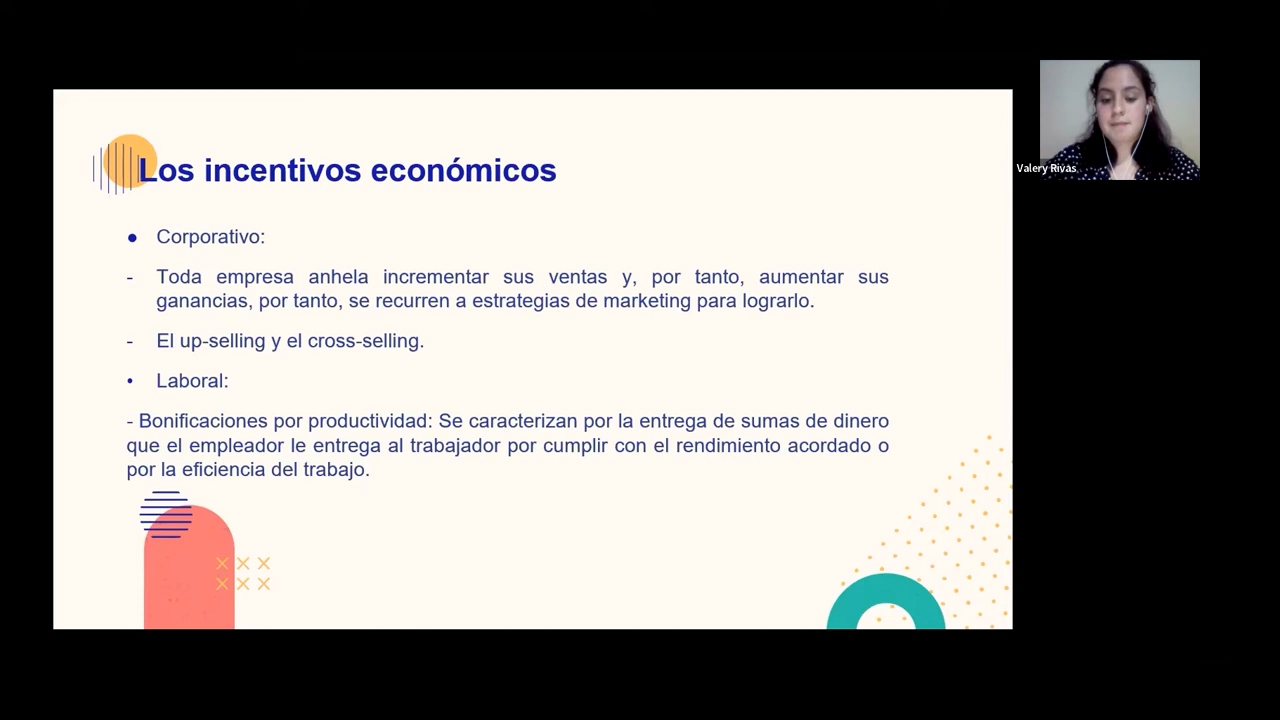 Los incentivos económicos
● Corporativo:
- Toda empresa anhela incrementar sus ventas y, por tanto, aumentar sus
ganancias, por tanto, se recurren a estrategias de marketing para lograrlo.
- El up-selling y el cross-selling.
• Laboral:
- Bonificaciones por productividad: Se caracterizan por la entrega de sumas de dinero
que el empleador le entrega al trabajador por cumplir con el rendimiento acordado o
por la eficiencia del trabajo.
Valery Rivas